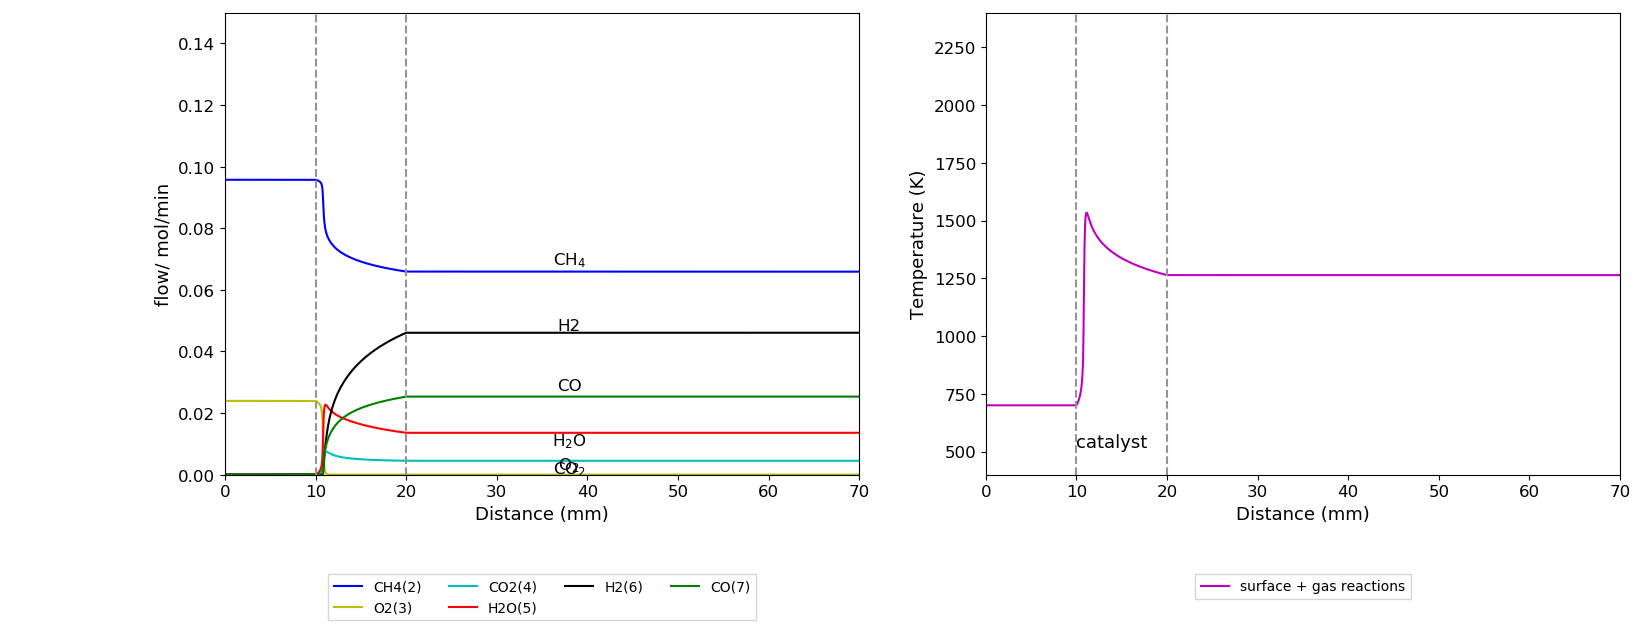 0.14
0.12
0.10
0.08
0.06
0.04
0.02
0.00
flow/ mol/min
CH₄
H2
CO
H₂O
O₂
CO₂
0 10 20 30 40 50 60 70
Distance (mm)
CH4(2) CO2(4) H2(6) CO(7)
O2(3) H2O(5)
2250
2000
1750
1500
1250
1000
750
500
Temperature (K)
catalyst
0 10 20 30 40 50 60 70
Distance (mm)
surface + gas reactions